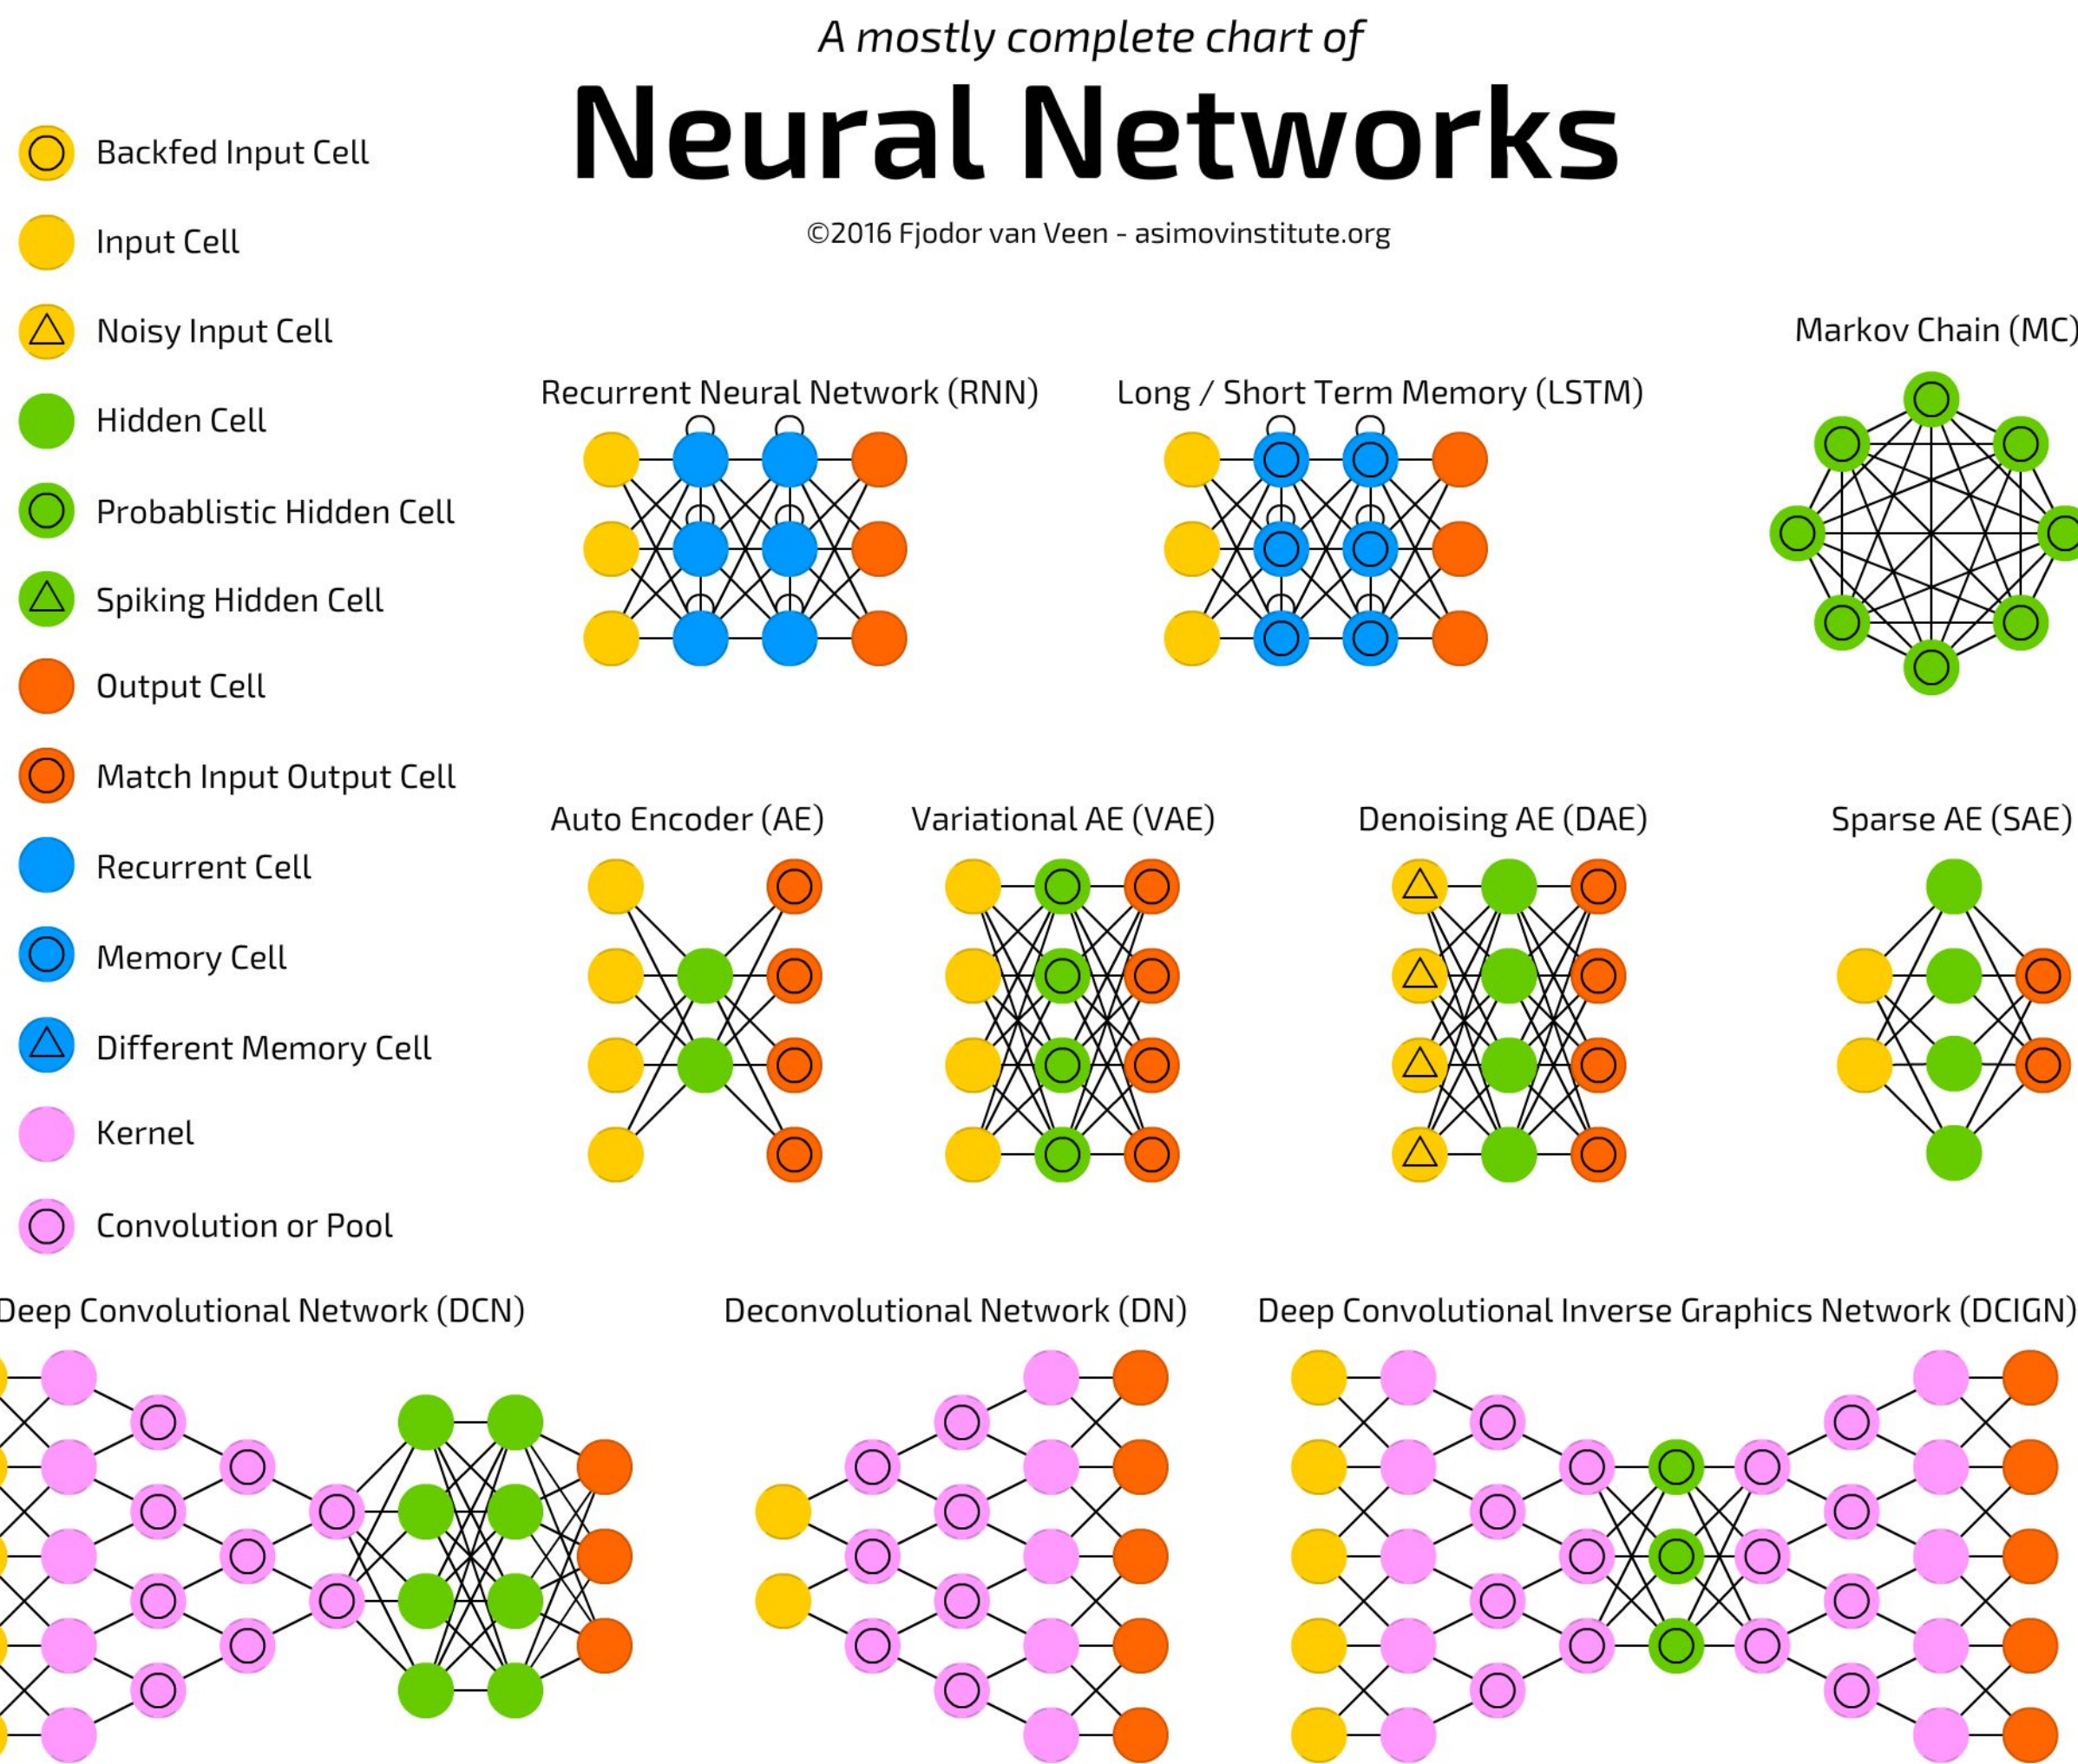 A mostly complete chart of
Neural Networks
©2016 Fjodor van Veen - asimovinstitute.org
Backfed Input Cell
Input Cell
Noisy Input Cell
Hidden Cell
Probablistic Hidden Cell
Spiking Hidden Cell
Output Cell
Match Input Output Cell
Recurrent Cell
Memory Cell
Different Memory Cell
Kernel
Convolution or Pool
Markov Chain (MC)
Recurrent Neural Network (RNN)
Long / Short Term Memory (LSTM)
Auto Encoder (AE)
Variational AE (VAE)
Denoising AE (DAE)
Sparse AE (SAE)
Deep Convolutional Network (DCN)
Deconvolutional Network (DN)
Deep Convolutional Inverse Graphics Network (DCIGN)